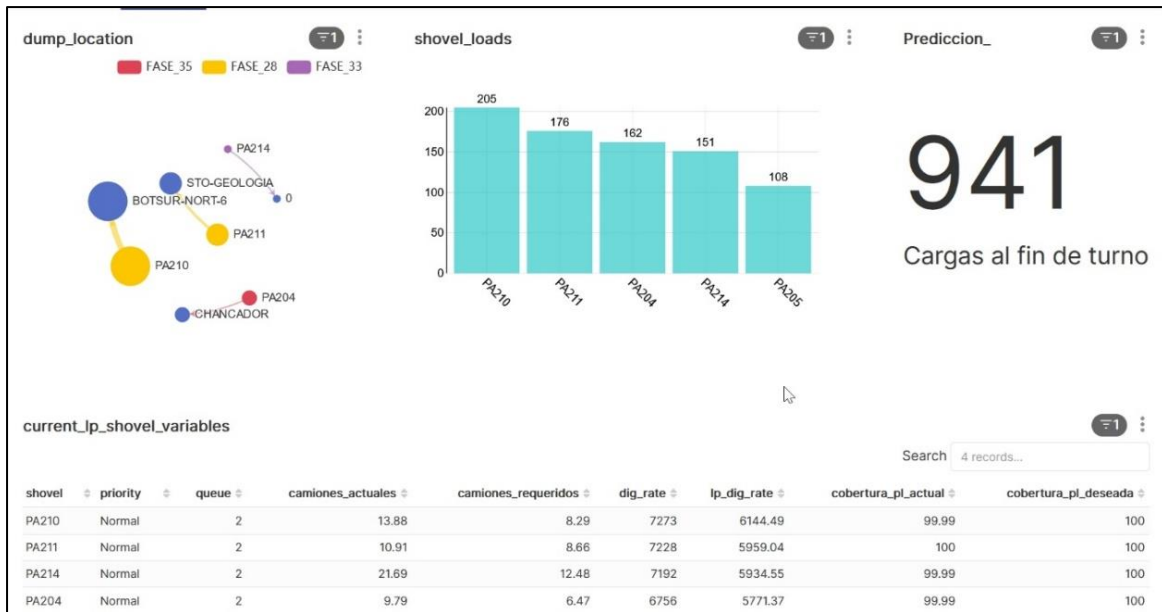 dump_location
1
FASE_35 FASE_28 FASE_33
PA214
STO-GEOLOGIA
0
BOTSUR-NORT-6
PA211
PA210
PA204
CHANCADOR
shovel_loads
1
200
150
100
50
0
205
176
162
151
108
PA210 PA211 PA204 PA214 PA205
Prediccion_
1
941
Cargas al fin de turno
current_lp_shovel_variables
1
Search 4 records...
shovel priority queue camiones_actuales camiones_requeridos dig_rate lp_dig_rate cobertura_pl_actual cobertura_pl_deseada
PA210 Normal 2 13.88 8.29 7273 6144.49 99.99 100
PA211 Normal 2 10.91 8.66 7228 5959.04 100 100
PA214 Normal 2 21.69 12.48 7192 5934.55 99.99 100
PA204 Normal 2 9.79 6.47 6756 5771.37 99.99 100